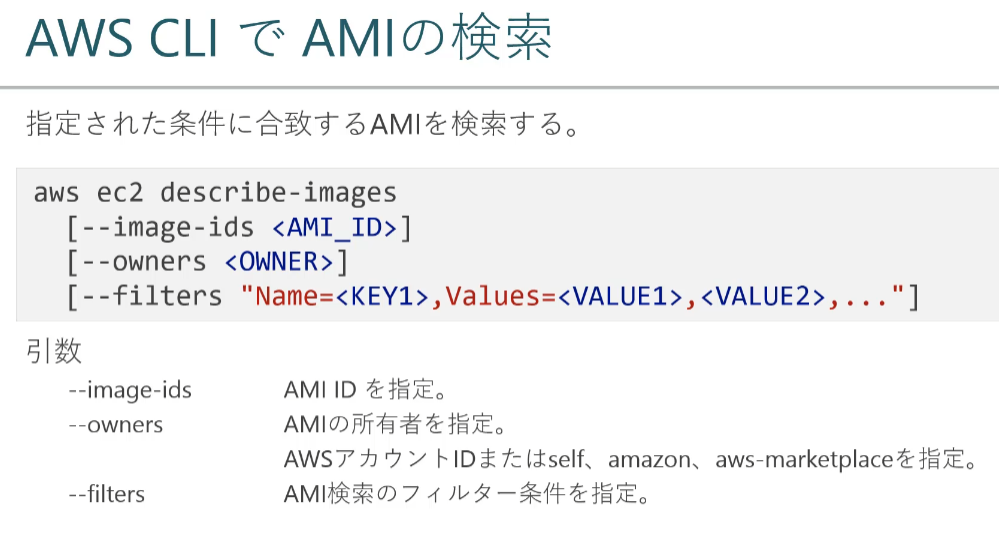 AWS CLI で AMIの検索
指定された条件に合致するAMIを検索する。
aws ec2 describe-images
[--image-ids <AMI_ID>]
[--owners <OWNER>]
[--filters "Name=<KEY1>,Values=<VALUE1>,<VALUE2>,..."]
引数
--image-ids AMI ID を指定。
--owners AMIの所有者を指定。
AWSアカウントIDまたはself、amazon、aws-marketplaceを指定。
--filters AMI検索のフィルター条件を指定。